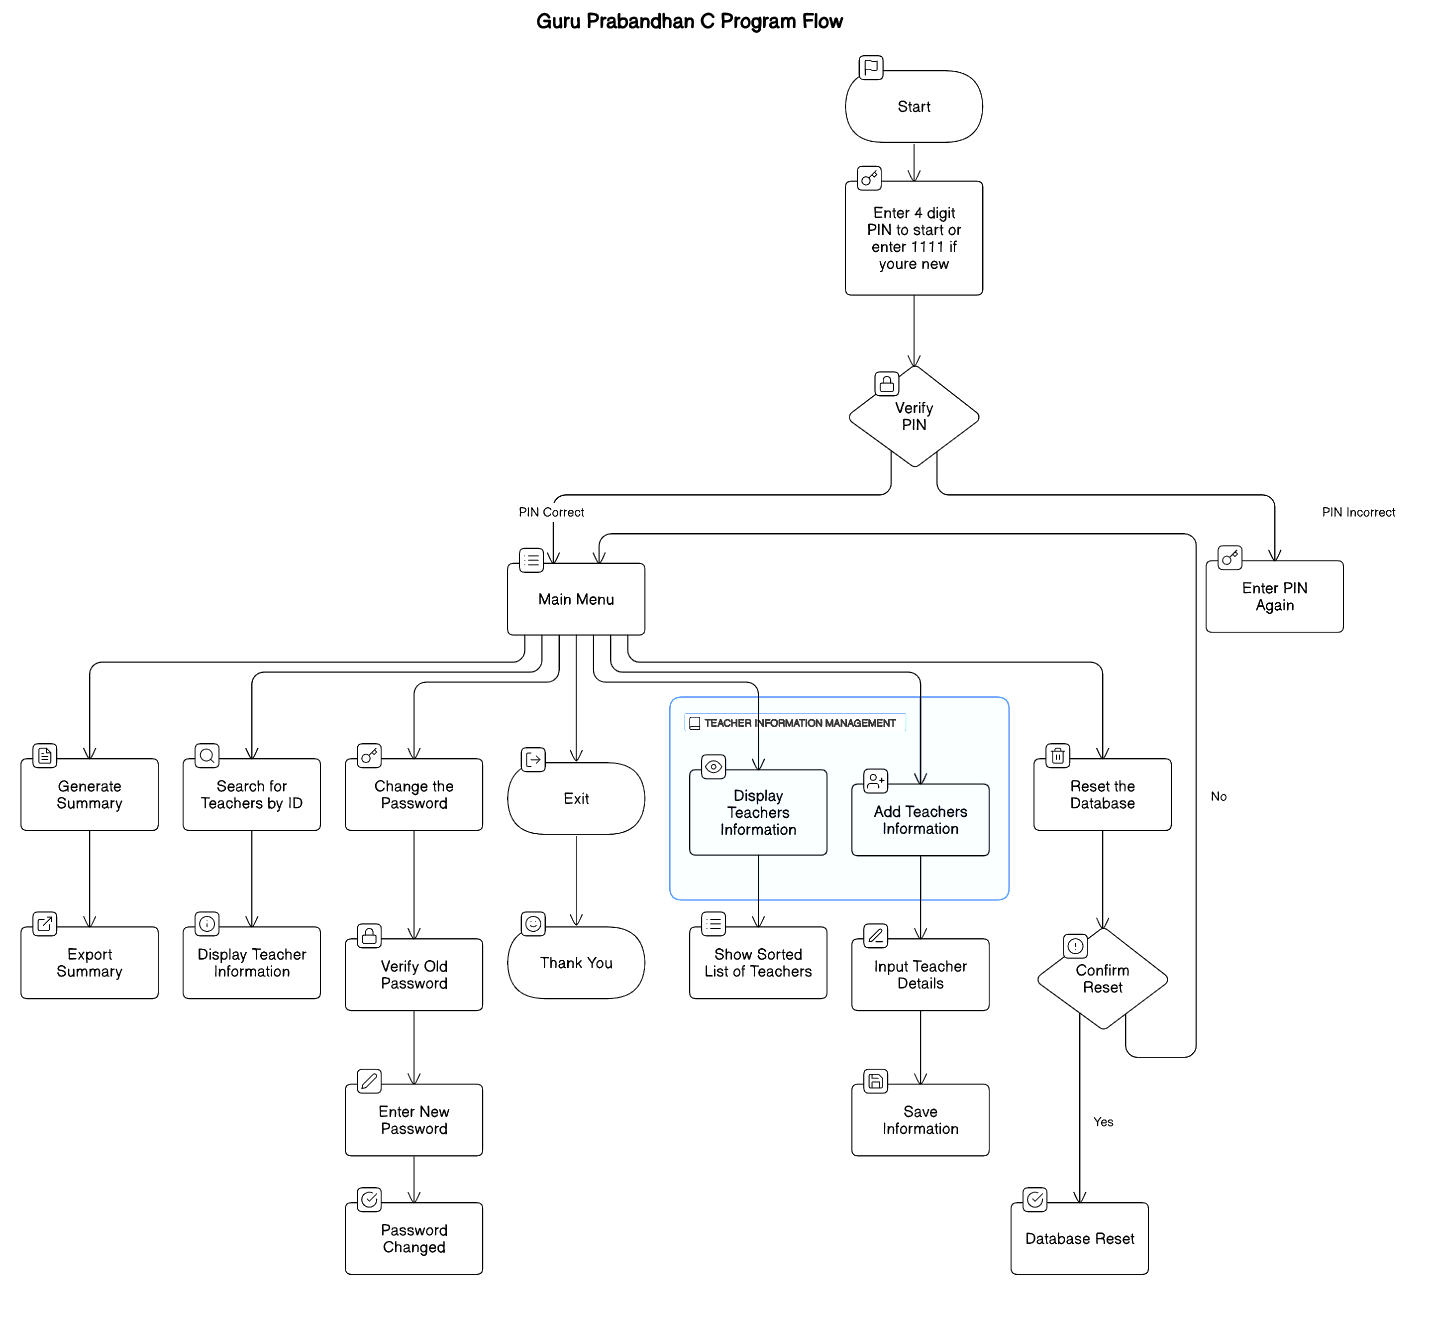 Guru Prabandhan C Program Flow
Start
Enter 4 digit
PIN to start or
enter 1111 if
youre new
Verify
PIN
PIN Correct
PIN Incorrect
Main Menu
Enter PIN
Again
TEACHER INFORMATION MANAGEMENT
Generate
Summary
Search for
Teachers by ID
Change the
Password
Exit
Display
Teachers
Information
Add Teachers
Information
Reset the
Database
No
Export
Summary
Display Teacher
Information
Verify Old
Password
Thank You
Show Sorted
List of Teachers
Input Teacher
Details
Confirm
Reset
Enter New
Password
Save
Information
Yes
Password
Changed
Database Reset